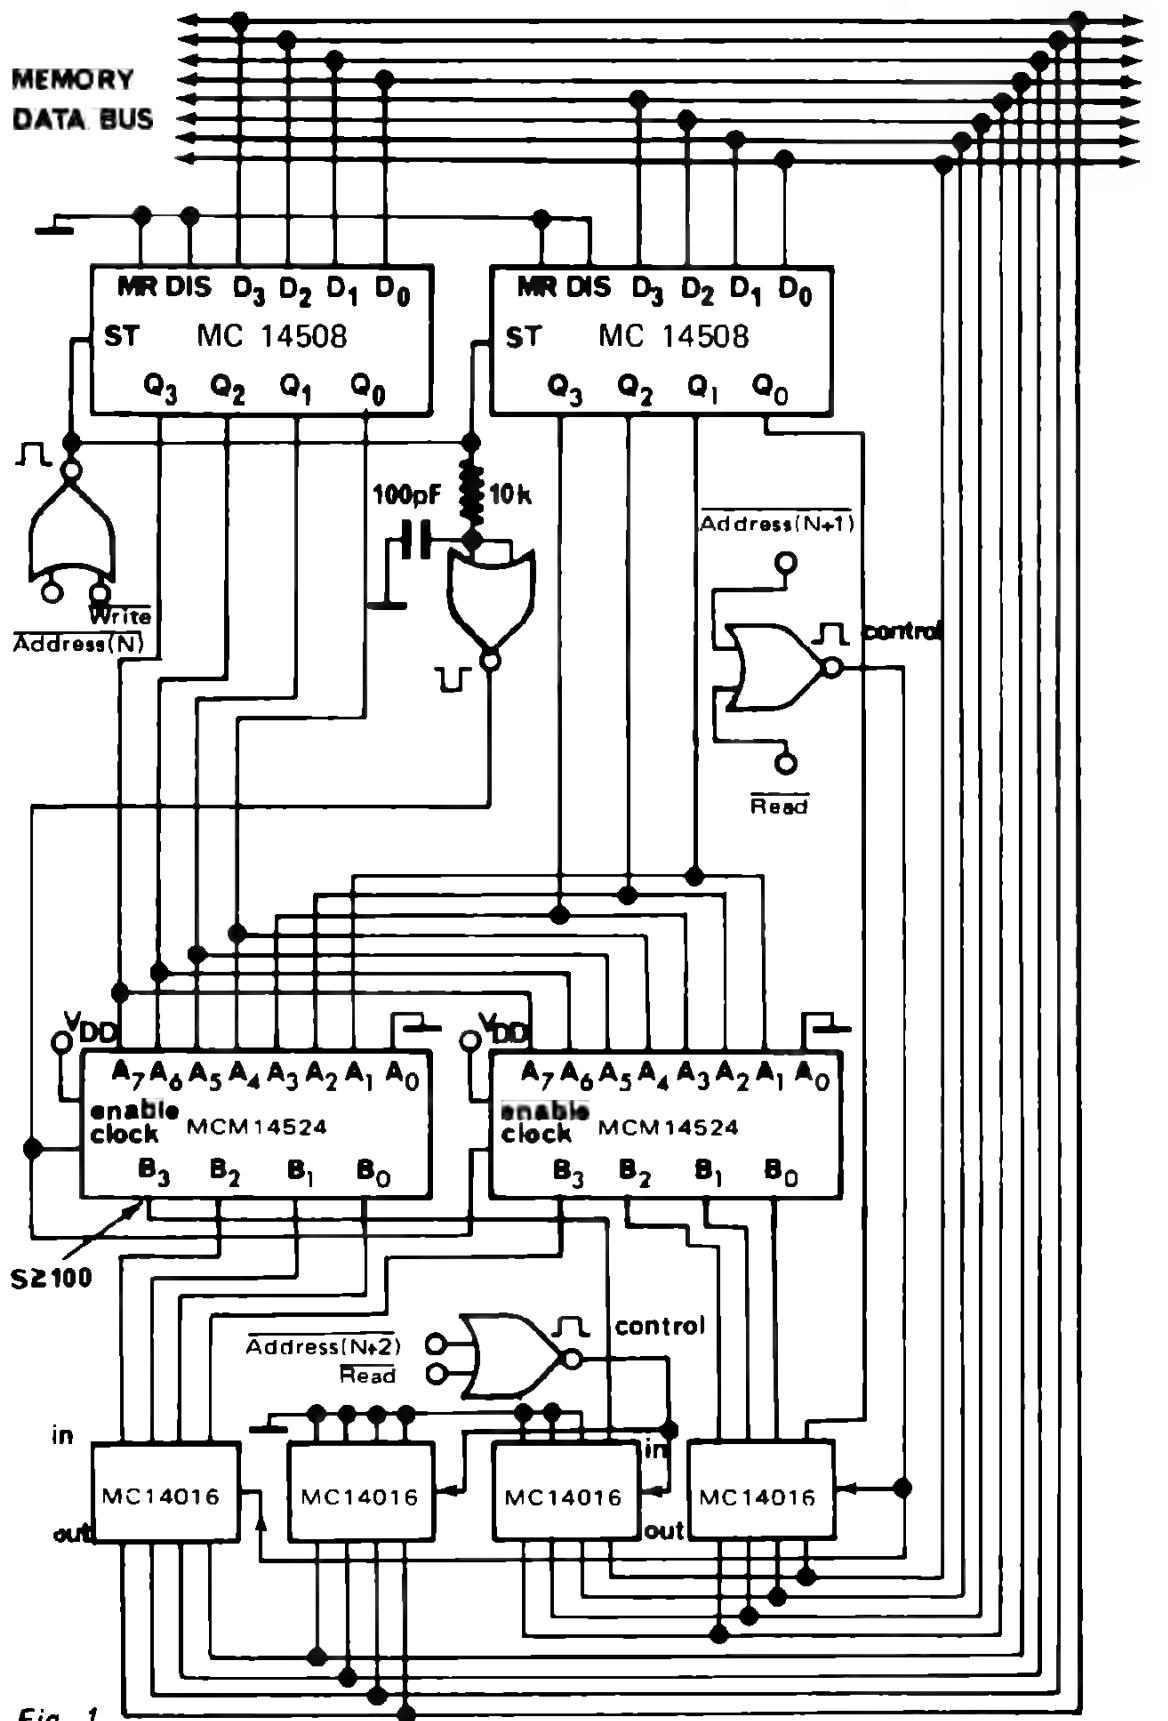 MEMORY
DATA BUS
MR DIS D3 D2 D1 D0
ST MC 14508
Q3 Q2 Q1 Q0
MR DIS D3 D2 D1 D0
ST MC 14508
Q3 Q2 Q1 Q0
100pF 10k
Address(N+1)
Write
Address(N)
control
Read
VDD
A7 A6 A5 A4 A3 A2 A1 A0
enable
clock MCM14524
B3 B2 B1 B0
VDD
A7 A6 A5 A4 A3 A2 A1 A0
enable
clock MCM14524
B3 B2 B1 B0
S≥100
Address(N+2)
Read
control
in
in
MC14016
MC14016
MC14016
MC14016
out
out
Fig. 1